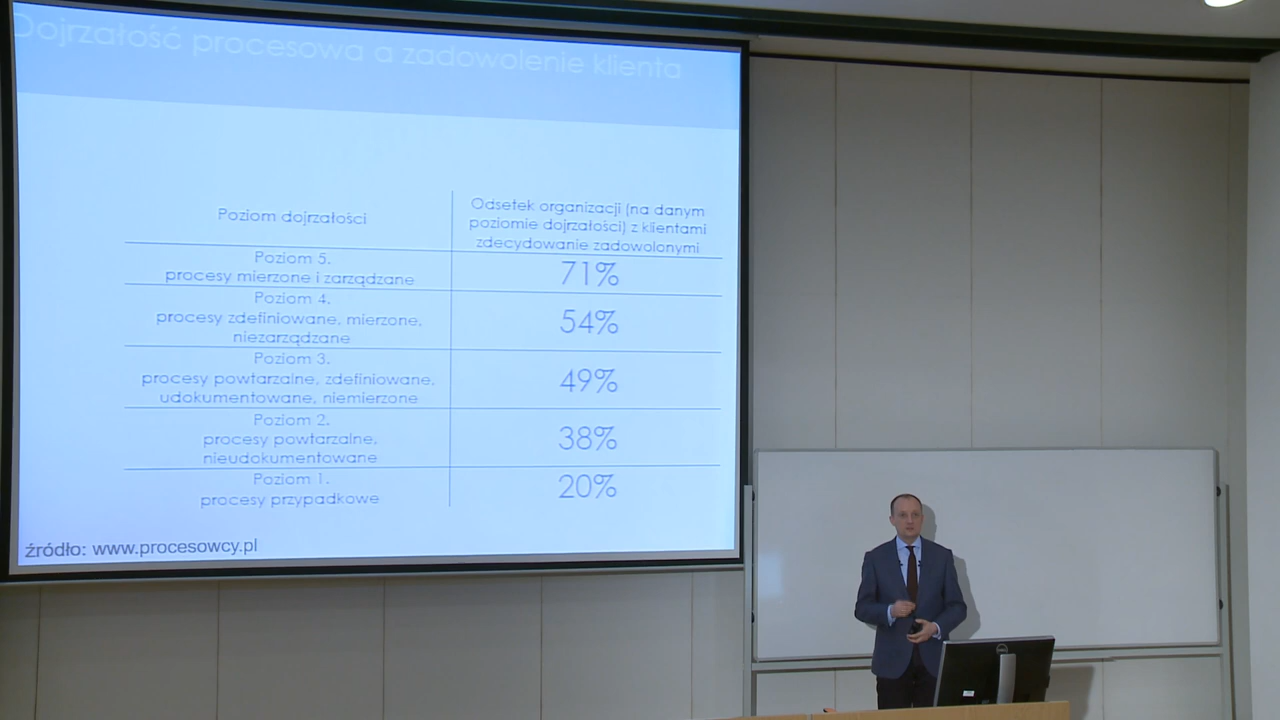 Dojrzałość procesowa a zadowolenie klienta
Poziom dojrzałości
Odsetek organizacji (na danym
poziomie dojrzałości) z klientami
zdecydowanie zadowolonymi
Poziom 5.
procesy mierzone i zarządzane
71%
Poziom 4.
procesy zdefiniowane, mierzone,
niezarządzane
54%
Poziom 3.
procesy powtarzalne, zdefiniowane,
udokumentowane, niemierzone
49%
Poziom 2.
procesy powtarzalne,
nieudokumentowane
38%
Poziom 1.
procesy przypadkowe
20%
źródło: www.procesowcy.pl
DELL